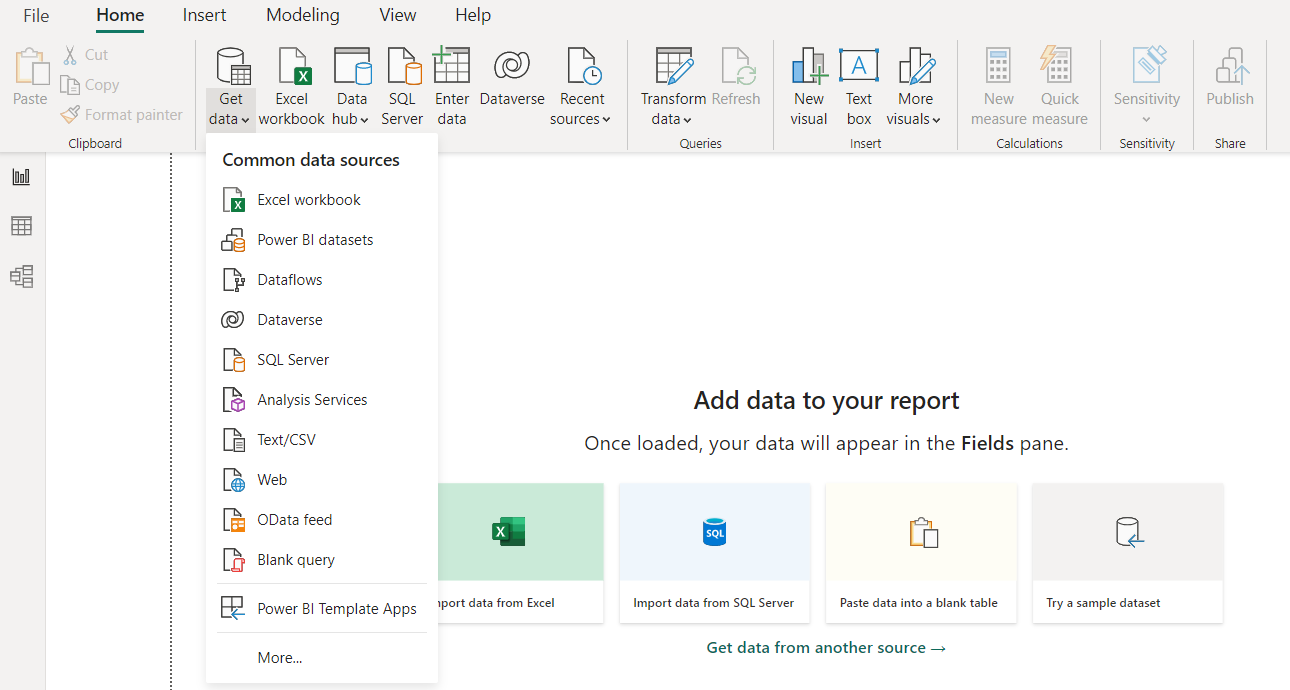 File Home Insert Modeling View Help
Paste
Cut
Copy
Format painter
Clipboard
Get data
Excel workbook
Data hub
SQL Server
Enter data
Dataverse
Recent sources
Transform data
Refresh
Queries
New visual
Text box
More visuals
Insert
New measure
Quick measure
Calculations
Sensitivity
Sensitivity
Publish
Share
Common data sources
Excel workbook
Power BI datasets
Dataflows
Dataverse
SQL Server
Analysis Services
Text/CSV
Web
OData feed
Blank query
Power BI Template Apps
More...
Add data to your report
Once loaded, your data will appear in the Fields pane.
SQL
mport data from Excel
Import data from SQL Server
Paste data into a blank table
Try a sample dataset
Get data from another source →